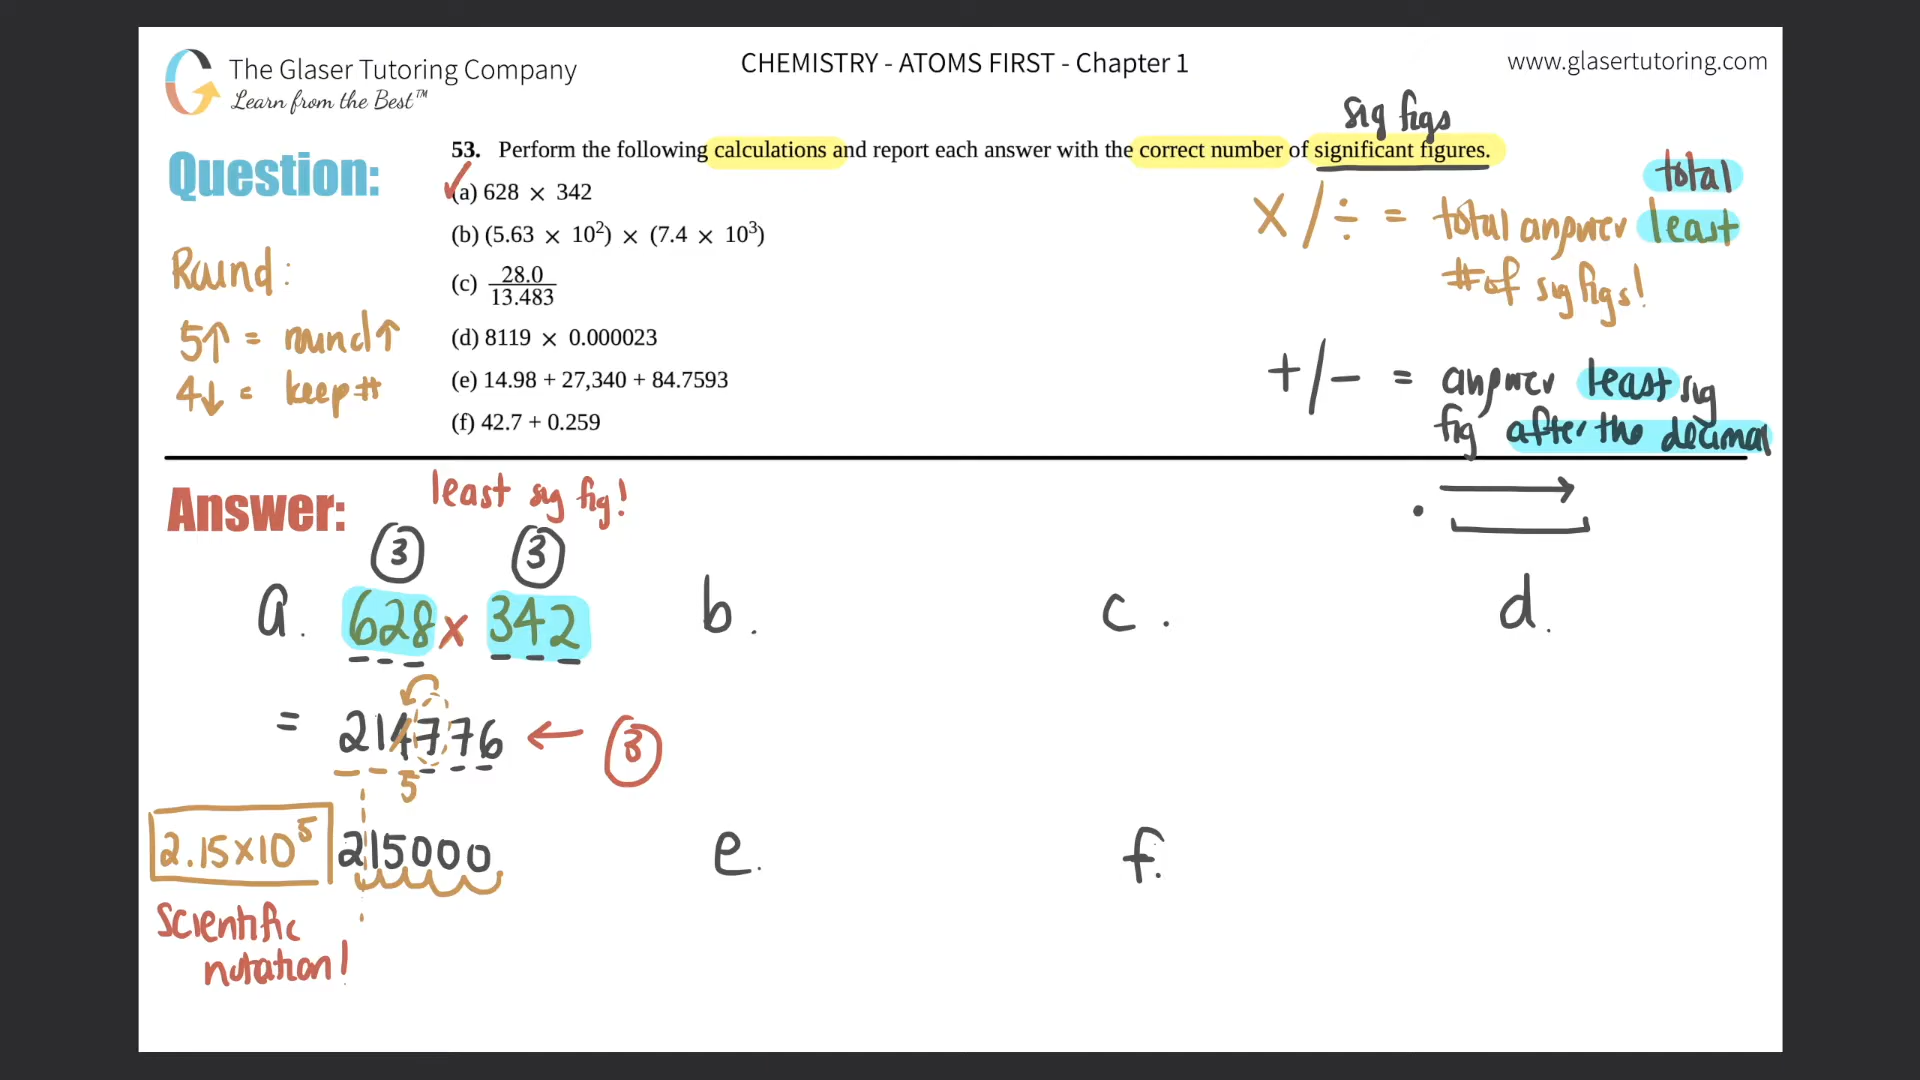 The Glaser Tutoring Company
Learn from the Best™
CHEMISTRY - ATOMS FIRST - Chapter 1
www.glasertutoring.com
sig figs
Question:
53. Perform the following calculations and report each answer with the correct number of significant figures.
(a) 628 × 342
(b) (5.63 × 10²) × (7.4 × 10³)
(c) 28.0
13.483
(d) 8119 × 0.000023
(e) 14.98 + 27,340 + 84.7593
(f) 42.7 + 0.259
Round:
5↑ = round↑
4↓ = keep #
total
X/÷ = total answer least
# of sig figs!
+/− = answer least sig
fig after the decimal
Answer:
least sig fig!
3 3
a. 628 x 342
b.
c.
d.
= 214776 ← 3
5
2.15x10⁵ 215000
scientific
notation!
e.
f.